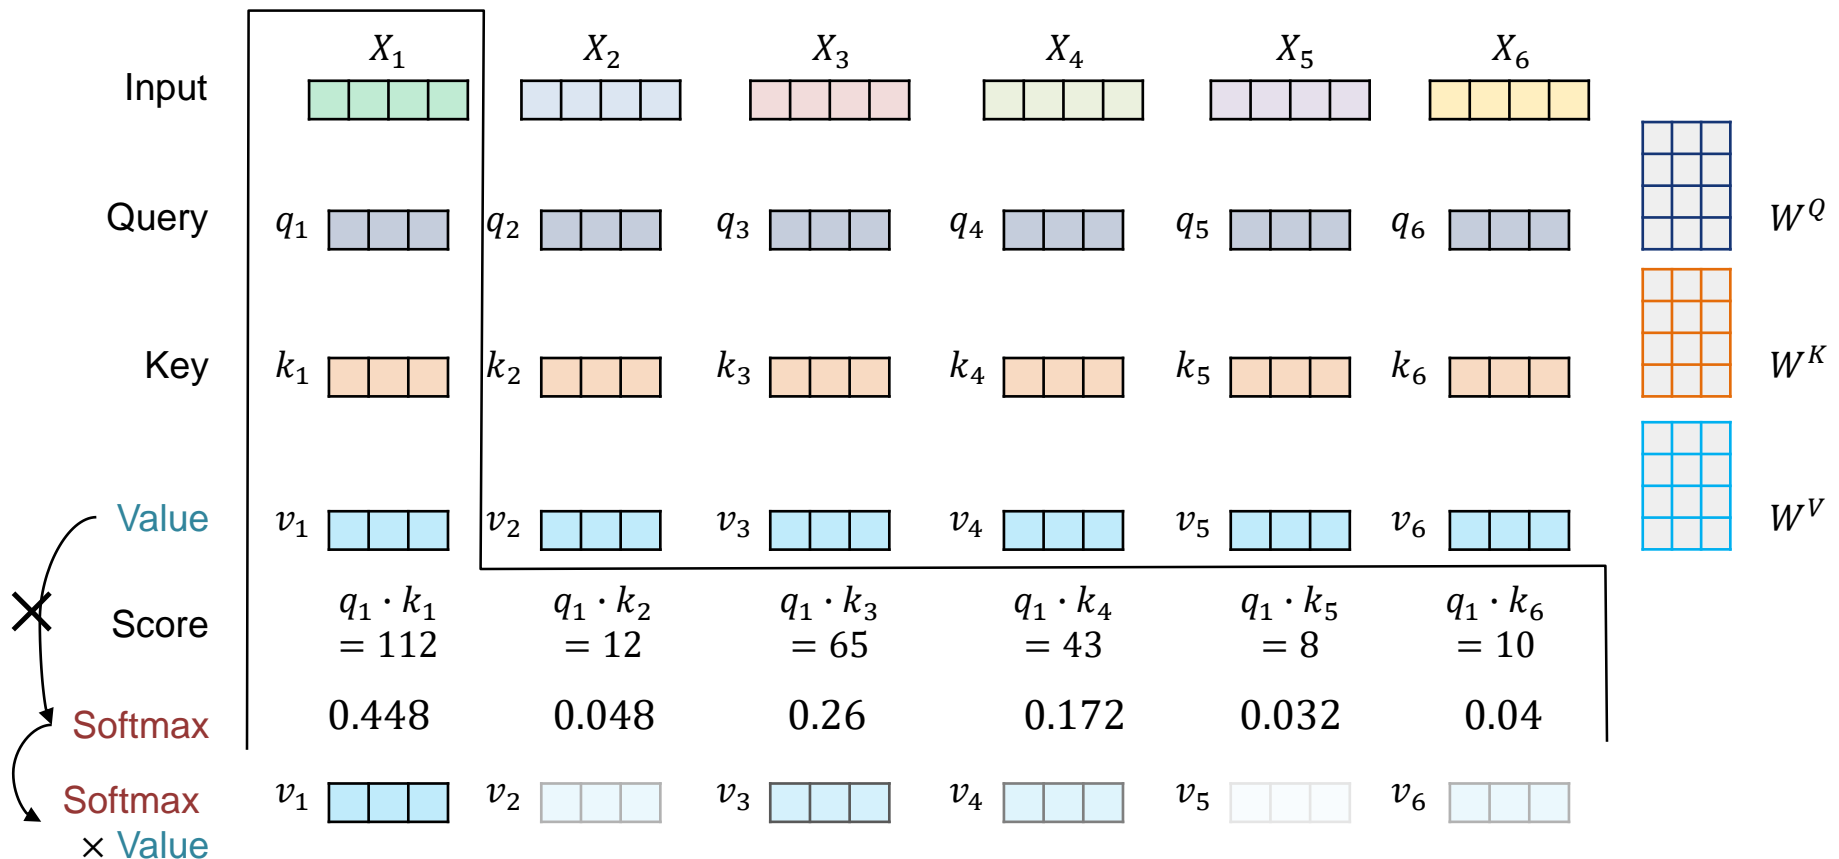 X₁ X₂ X₃ X₄ X₅ X₆
Input
Query q₁ q₂ q₃ q₄ q₅ q₆ W^Q
Key k₁ k₂ k₃ k₄ k₅ k₆ W^K
Value v₁ v₂ v₃ v₄ v₅ v₆ W^V
Score q₁ · k₁ q₁ · k₂ q₁ · k₃ q₁ · k₄ q₁ · k₅ q₁ · k₆
= 112 = 12 = 65 = 43 = 8 = 10
Softmax 0.448 0.048 0.26 0.172 0.032 0.04
Softmax v₁ v₂ v₃ v₄ v₅ v₆
× Value